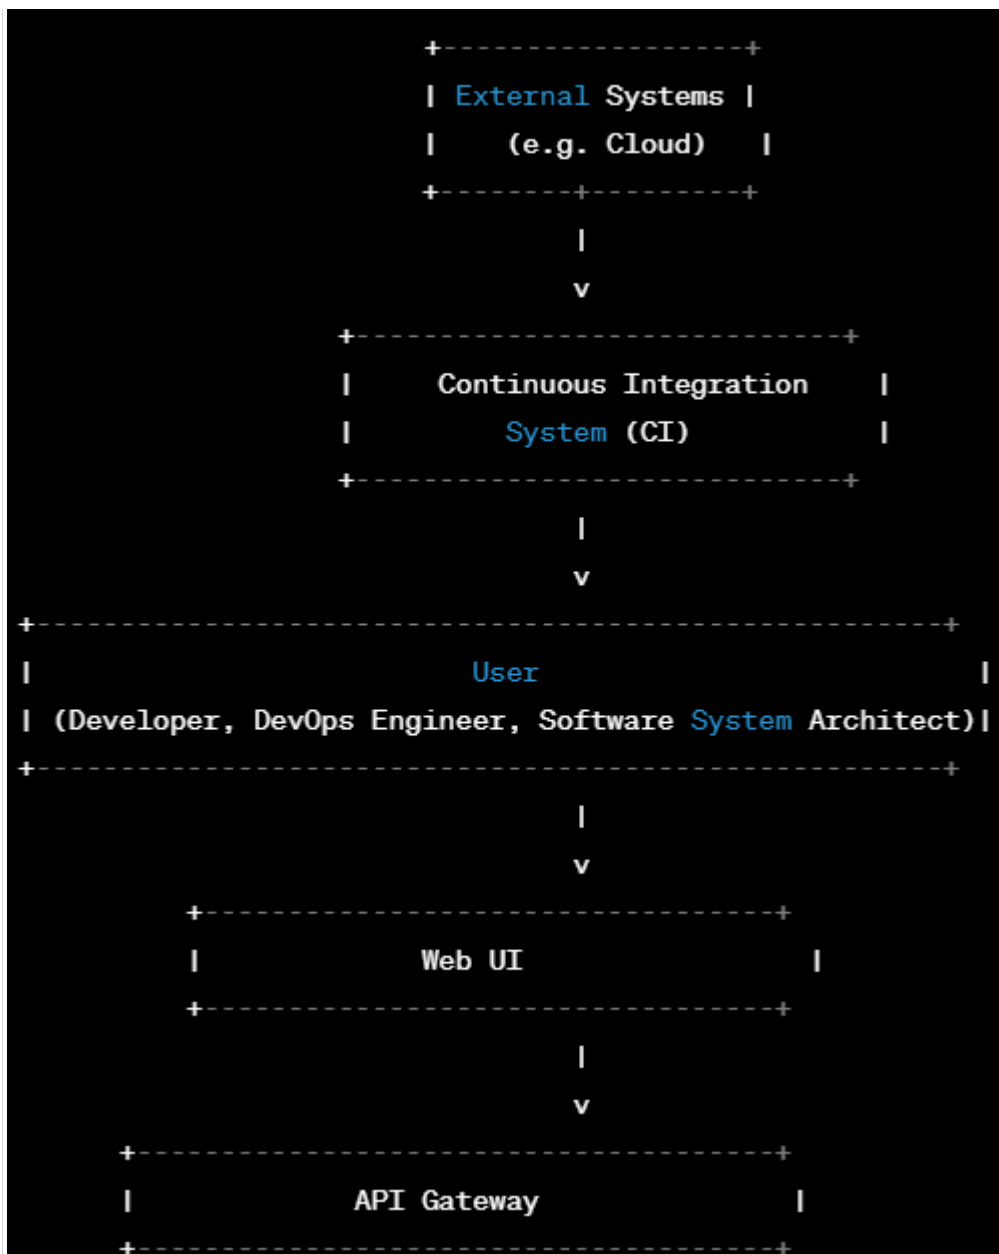 +-------------------+
| External Systems |
|    (e.g. Cloud)   |
+--------+---------+
|
v
+-----------------------------+
|     Continuous Integration    |
|         System (CI)           |
+-----------------------------+
|
v
+------------------------------------------------------+
|                          User                          |
| (Developer, DevOps Engineer, Software System Architect)|
+------------------------------------------------------+
|
v
+----------------------------------+
|             Web UI                 |
+----------------------------------+
|
v
+--------------------------------------+
|             API Gateway               |
+--------------------------------------+